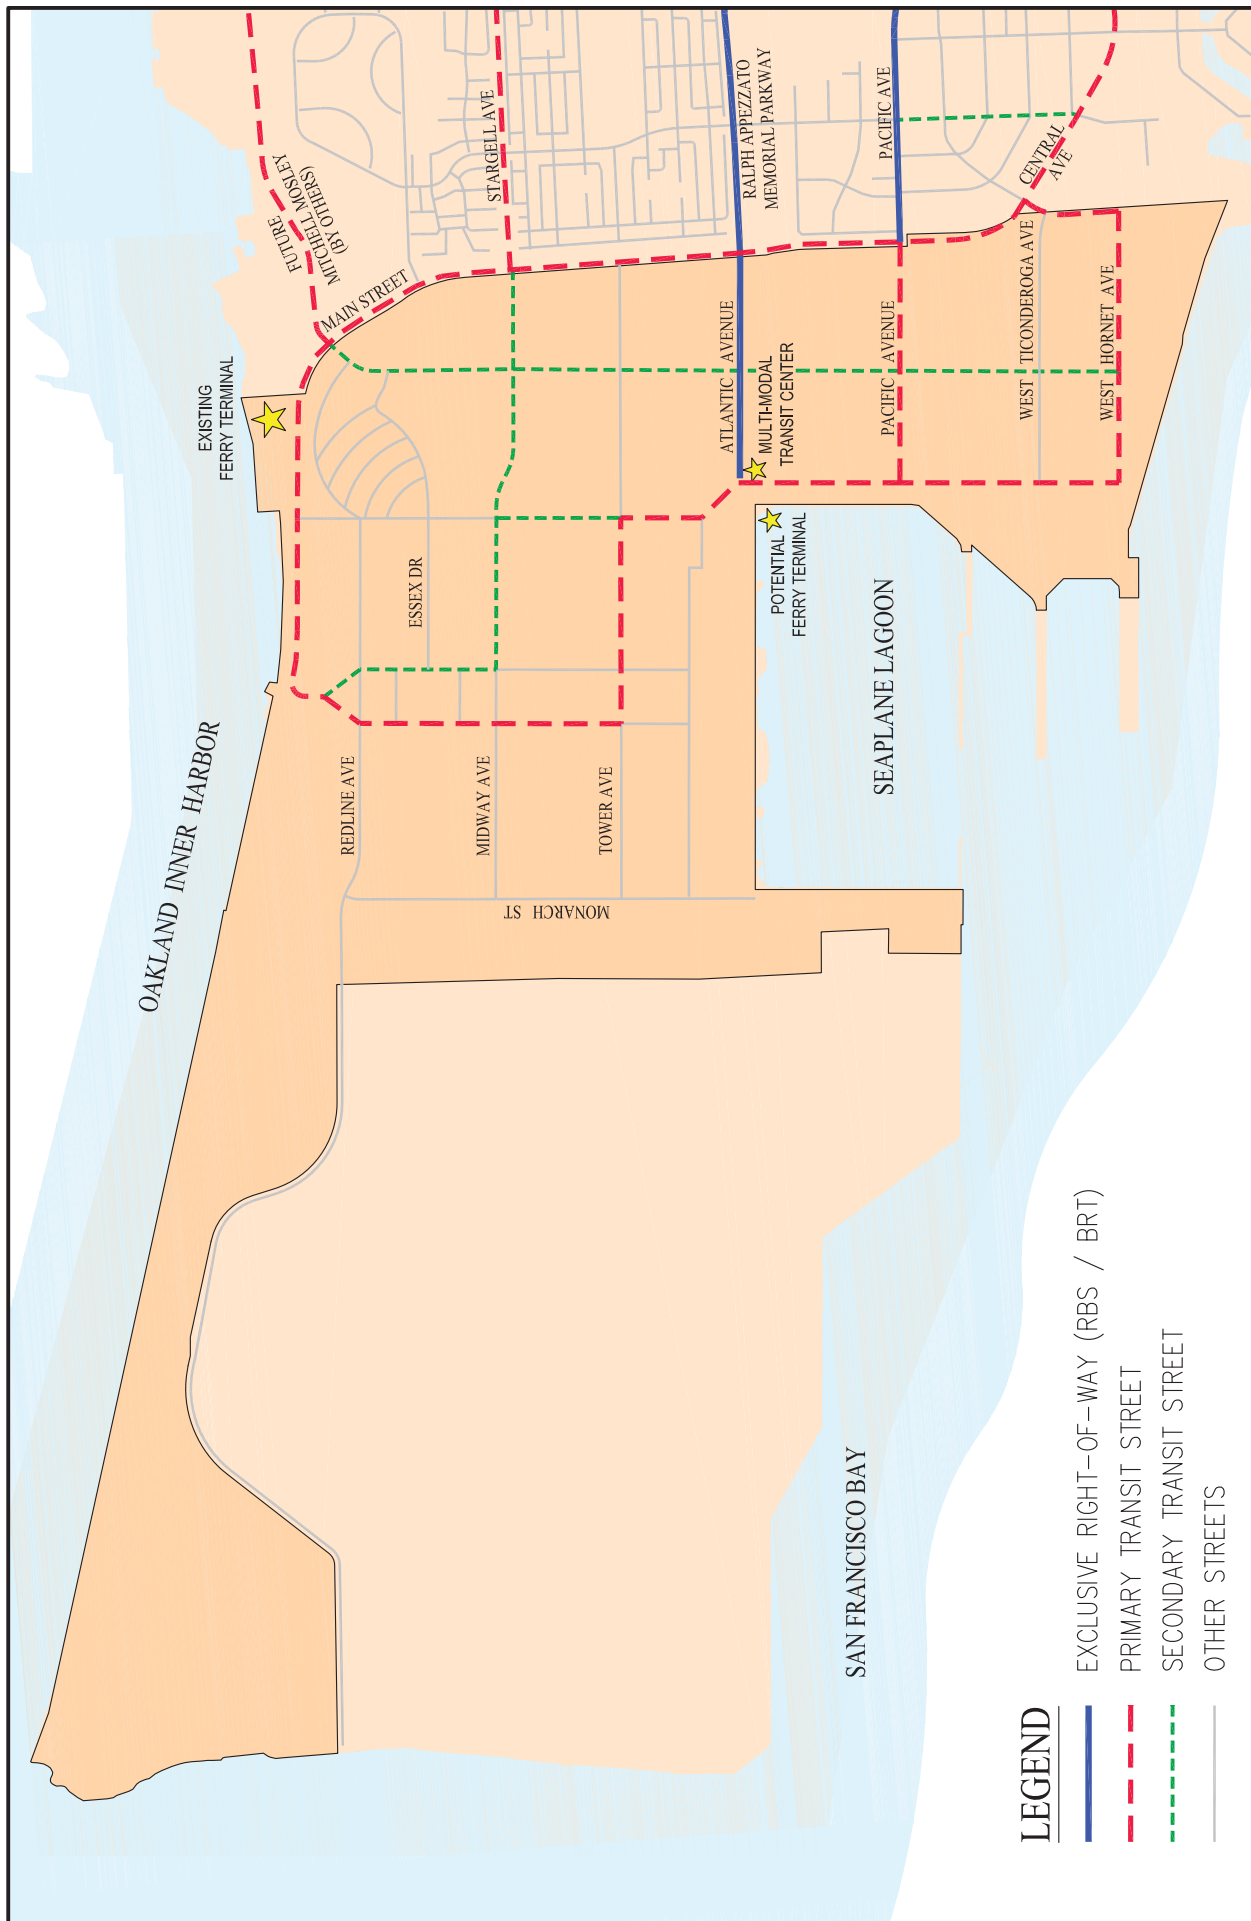 OAKLAND INNER HARBOR
EXISTING
FERRY TERMINAL
FUTURE
MITCHELL MOSLEY
(BY OTHERS)
MAIN STREET
STARGELL AVE
RALPH APPEZZATO
MEMORIAL PARKWAY
PACIFIC AVE
CENTRAL
AVE
REDLINE AVE
ESSEX DR
MIDWAY AVE
TOWER AVE
MONARCH ST
ATLANTIC AVENUE
MULTI-MODAL
TRANSIT CENTER
POTENTIAL
FERRY TERMINAL
PACIFIC AVENUE
WEST TICONDEROGA AVE
WEST HORNET AVE
SEAPLANE LAGOON
SAN FRANCISCO BAY
LEGEND
EXCLUSIVE RIGHT-OF-WAY (RBS / BRT)
PRIMARY TRANSIT STREET
SECONDARY TRANSIT STREET
OTHER STREETS